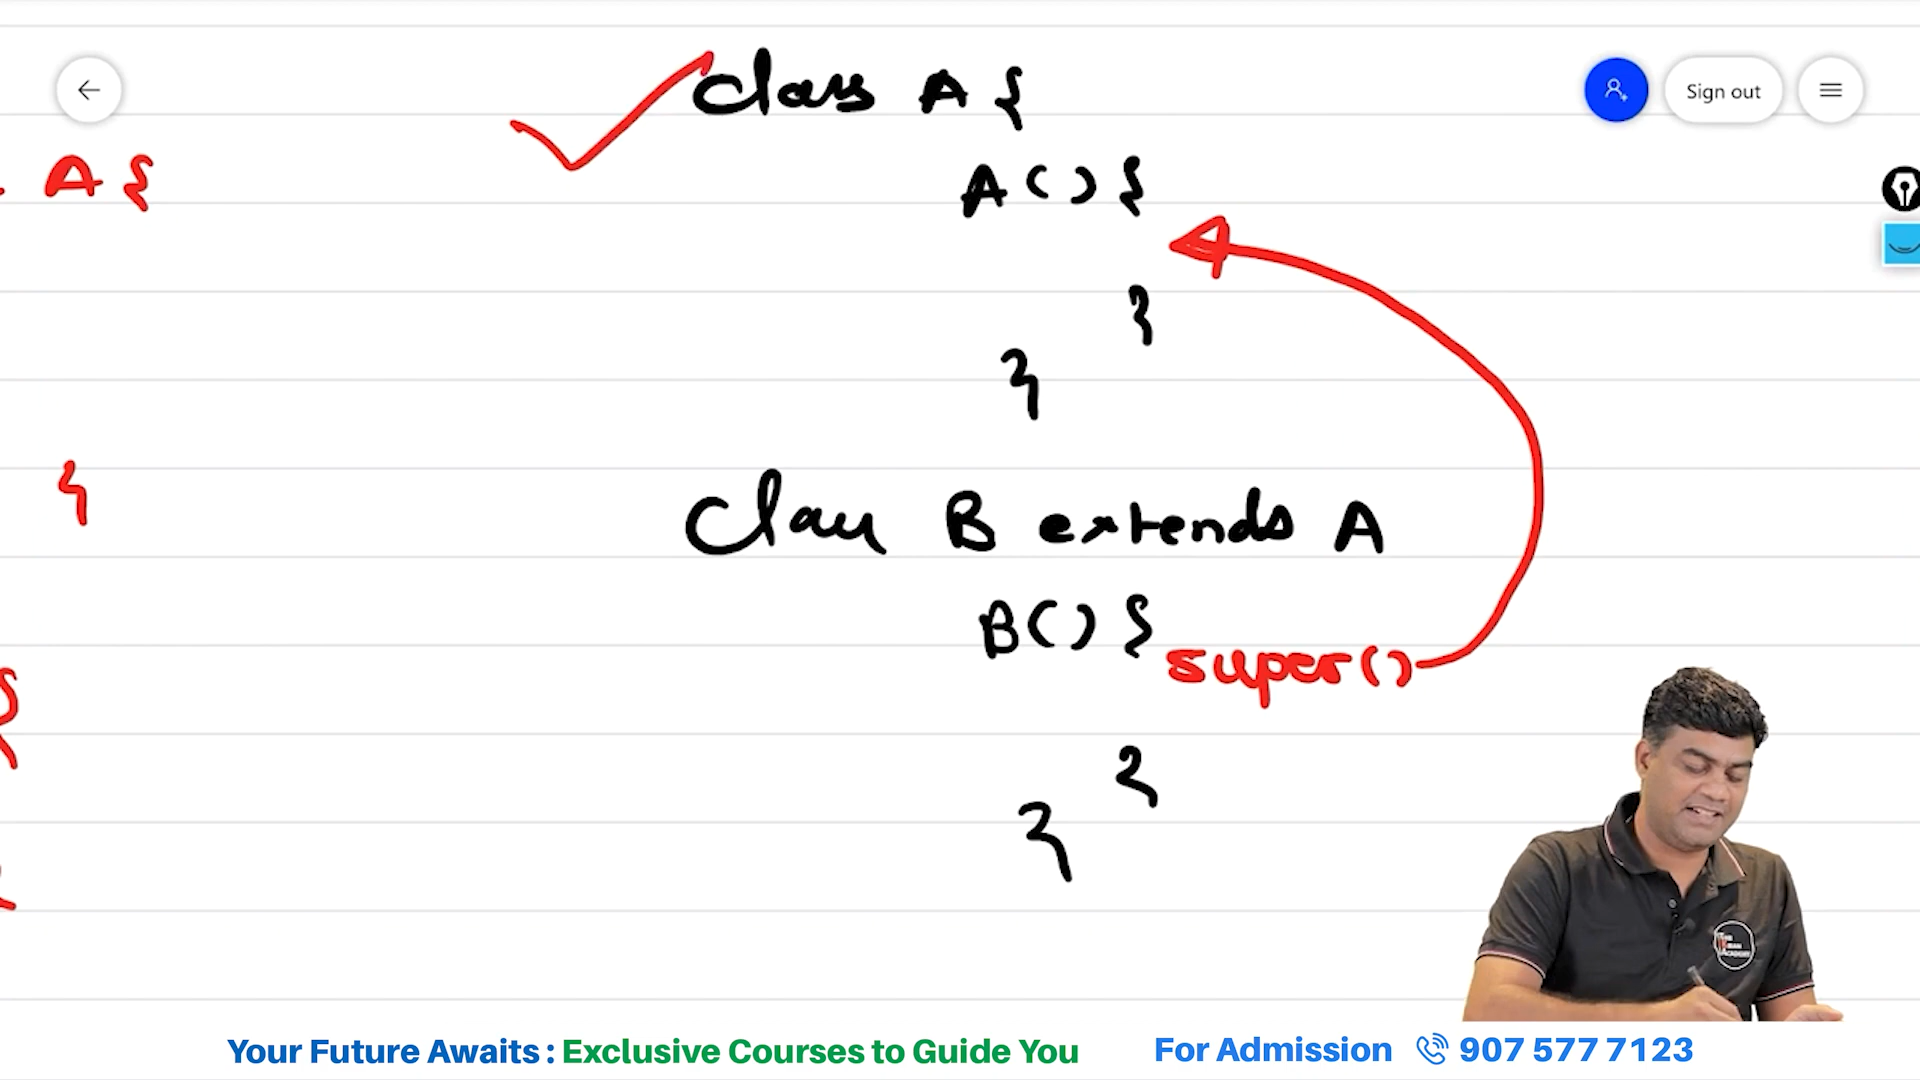 Class A {
Sign out
A {
A() {
}
}
}
Class B extends A
B() {
super()
}
}
Your Future Awaits : Exclusive Courses to Guide You
For Admission 907 577 7123